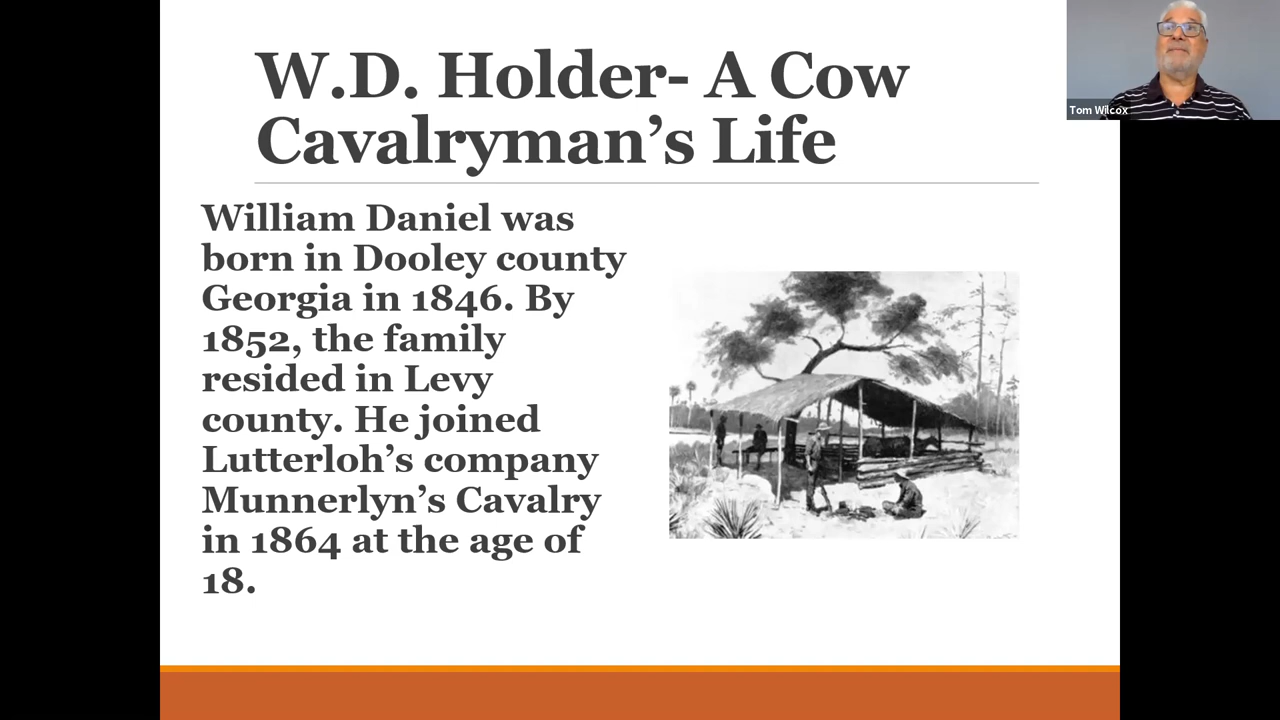 W.D. Holder- A Cow
Cavalryman’s Life
William Daniel was
born in Dooley county
Georgia in 1846. By
1852, the family
resided in Levy
county. He joined
Lutterloh’s company
Munnerlyn’s Cavalry
in 1864 at the age of
18.
Tom Wilcox